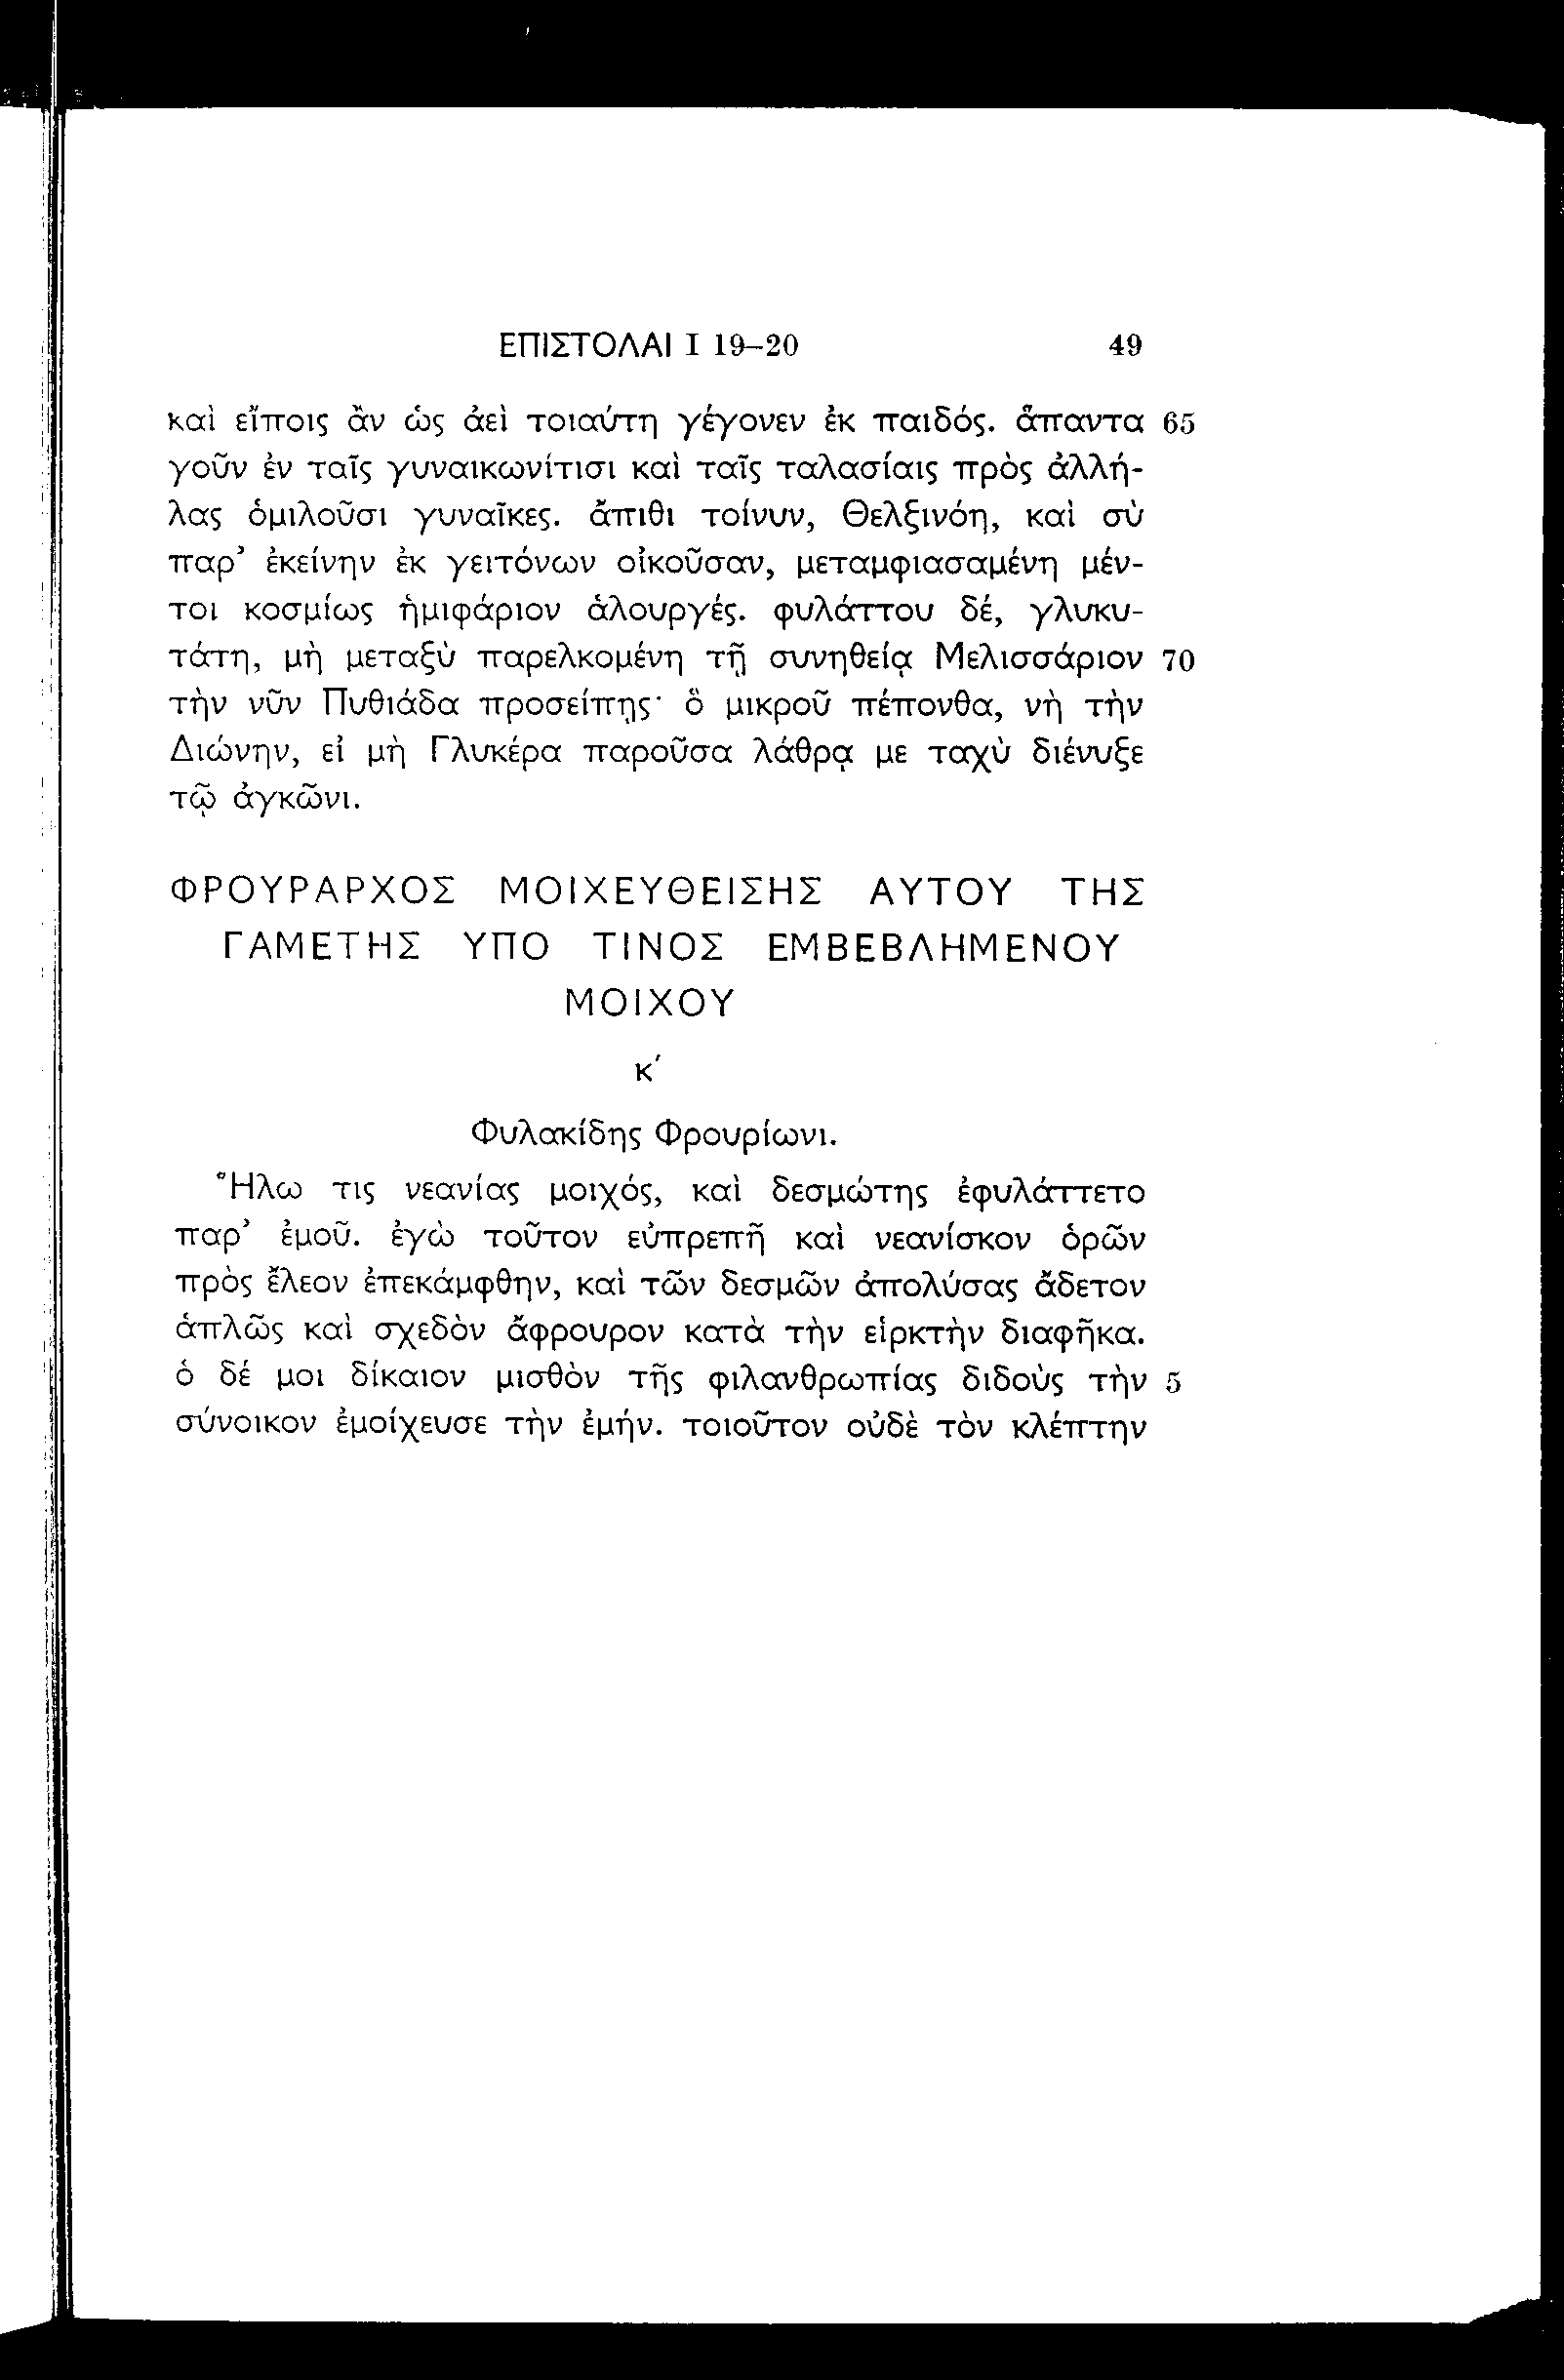 ΕΠΙΣΤΟΛΑΙ I 19–20 49
καὶ εἴποις ἂν ὡς ἀεὶ τοιαύτη γέγονεν ἐκ παιδός. ἅπαντα 65
γοῦν ἐν ταῖς γυναικωνίτισι καὶ ταῖς ταλασίαις πρὸς ἀλλή-
λας ὁμιλοῦσι γυναῖκες. ἄπιθι τοίνυν, Θελξινόη, καὶ σὺ
παρ’ ἐκείνην ἐκ γειτόνων οἰκοῦσαν, μεταμφιασαμένη μέν-
τοι κοσμίως ἡμιφάριον ἁλουργές. φυλάττου δέ, γλυκυ-
τάτη, μὴ μεταξὺ παρελκομένη τῇ συνηθείᾳ Μελισσάριον 70
τὴν νῦν Πυθιάδα προσείπῃς· ὃ μικροῦ πέπονθα, νὴ τὴν
Διώνην, εἰ μὴ Γλυκέρα παροῦσα λάθρᾳ με ταχὺ διένυξε
τῷ ἀγκῶνι.
ΦΡΟΥΡΑΡΧΟΣ ΜΟΙΧΕΥΘΕΙΣΗΣ ΑΥΤΟΥ ΤΗΣ
ΓΑΜΕΤΗΣ ΥΠΟ ΤΙΝΟΣ ΕΜΒΕΒΛΗΜΕΝΟΥ
ΜΟΙΧΟΥ
κ′
Φυλακίδης Φρουρίωνι.
Ἥλω τις νεανίας μοιχός, καὶ δεσμώτης ἐφυλάττετο
παρ’ ἐμοῦ. ἐγὼ τοῦτον εὐπρεπῆ καὶ νεανίσκον ὁρῶν
πρὸς ἔλεον ἐπεκάμφθην, καὶ τῶν δεσμῶν ἀπολύσας ἄδετον
ἁπλῶς καὶ σχεδὸν ἄφρουρον κατὰ τὴν εἱρκτὴν διαφῆκα.
ὁ δέ μοι δίκαιον μισθὸν τῆς φιλανθρωπίας διδοὺς τὴν 5
σύνοικον ἐμοίχευσε τὴν ἐμήν. τοιοῦτον οὐδὲ τὸν κλέπτην